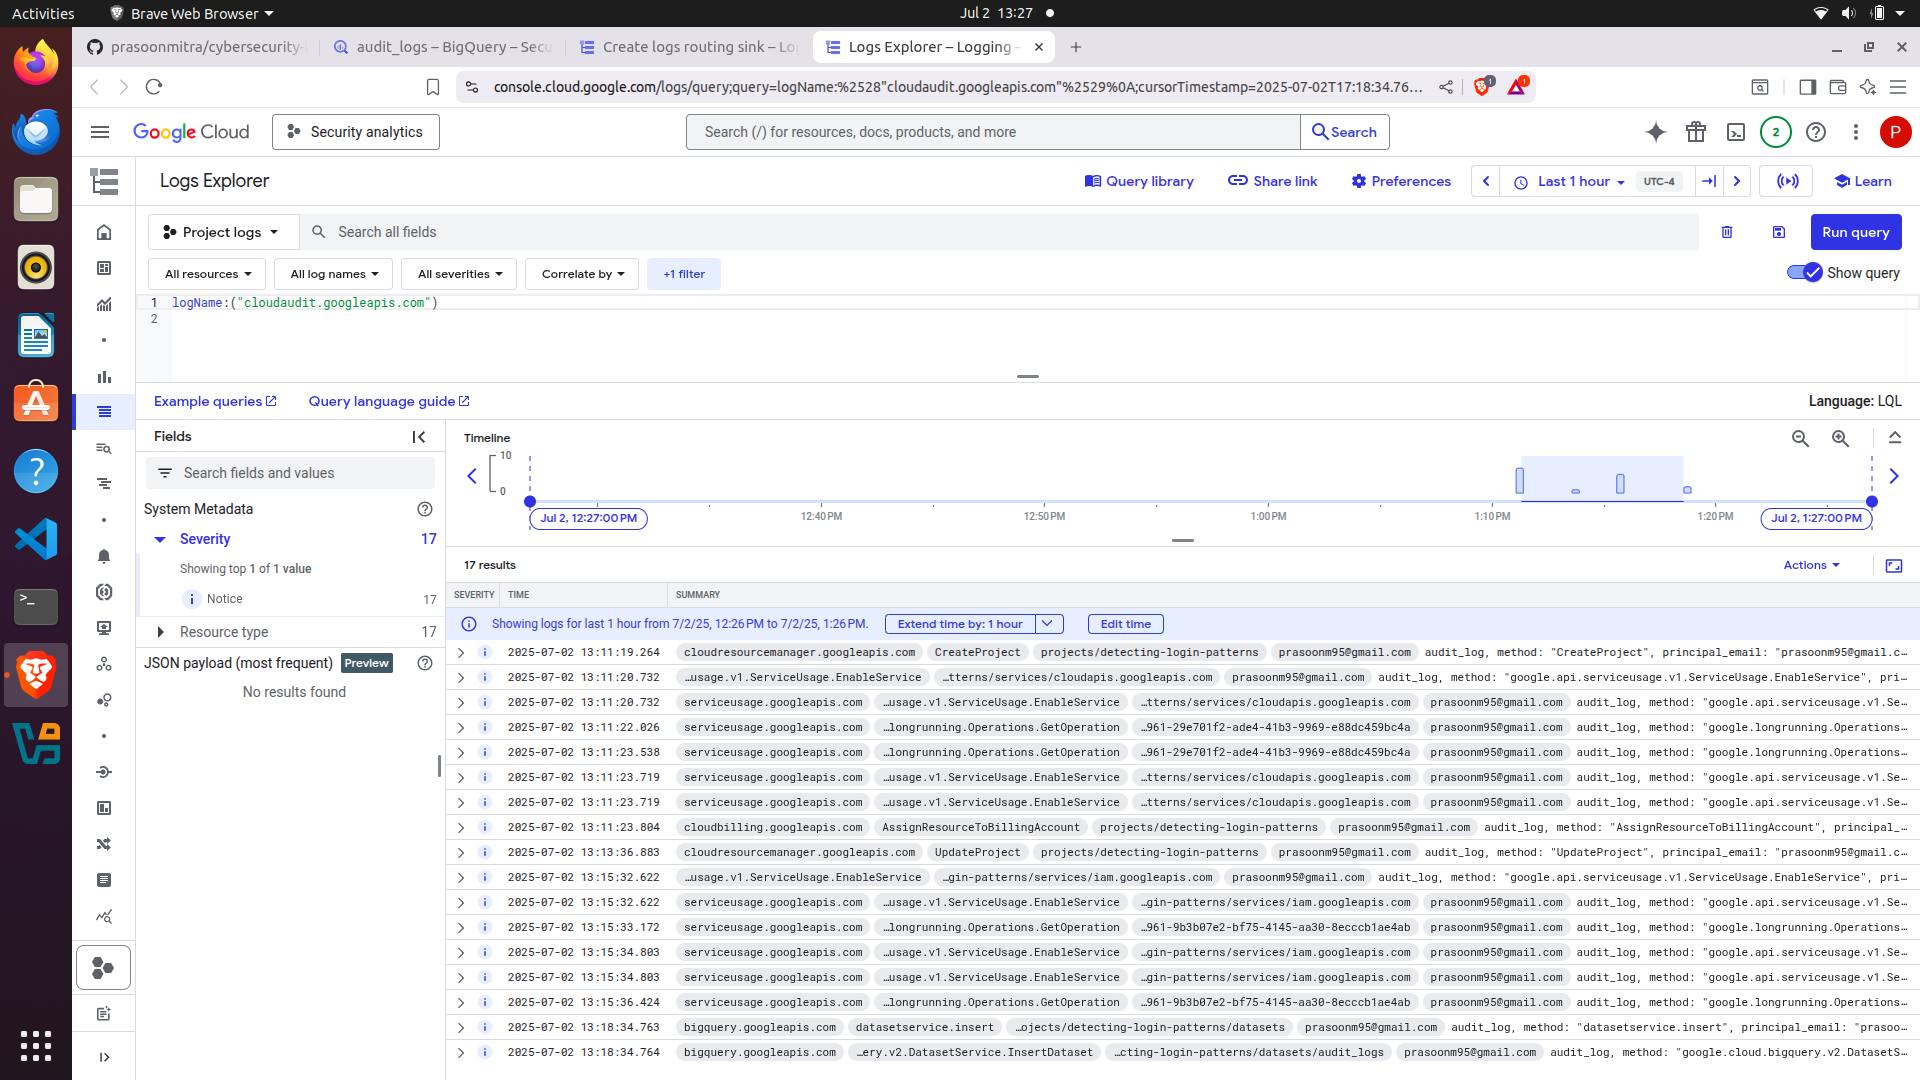 Activities
Brave Web Browser
Jul 2 13:27
prasoonmitra/cybersecurity-
audit_logs – BigQuery – Secu
Create logs routing sink – Lo
Logs Explorer – Logging –
console.cloud.google.com/logs/query;query=logName:%2528"cloudaudit.googleapis.com"%2529%0A;cursorTimestamp=2025-07-02T17:18:34.76...
1
1
Google Cloud
Security analytics
Search (/) for resources, docs, products, and more
Search
2
P
Logs Explorer
Query library
Share link
Preferences
Last 1 hour
UTC-4
Learn
Project logs
Search all fields
Run query
All resources
All log names
All severities
Correlate by
+1 filter
Show query
1 logName:("cloudaudit.googleapis.com")
2
Example queries
Query language guide
Language: LQL
Fields
Search fields and values
System Metadata
Severity 17
Showing top 1 of 1 value
Notice 17
Resource type 17
JSON payload (most frequent) Preview
No results found
Timeline
10
0
Jul 2, 12:27:00 PM
12:40 PM
12:50 PM
1:00 PM
1:10 PM
1:20 PM
Jul 2, 1:27:00 PM
17 results
Actions
SEVERITY TIME SUMMARY
Showing logs for last 1 hour from 7/2/25, 12:26 PM to 7/2/25, 1:26 PM. Extend time by: 1 hour Edit time
2025-07-02 13:11:19.264 cloudresourcemanager.googleapis.com CreateProject projects/detecting-login-patterns prasoonm95@gmail.com audit_log, method: "CreateProject", principal_email: "prasoonm95@gmail.c…
2025-07-02 13:11:20.732 …usage.v1.ServiceUsage.EnableService …tterns/services/cloudapis.googleapis.com prasoonm95@gmail.com audit_log, method: "google.api.serviceusage.v1.ServiceUsage.EnableService", pri…
2025-07-02 13:11:20.732 serviceusage.googleapis.com …usage.v1.ServiceUsage.EnableService …tterns/services/cloudapis.googleapis.com prasoonm95@gmail.com audit_log, method: "google.api.serviceusage.v1.Se…
2025-07-02 13:11:22.026 serviceusage.googleapis.com …longrunning.Operations.GetOperation …961-29e701f2-ade4-41b3-9969-e88dc459bc4a prasoonm95@gmail.com audit_log, method: "google.longrunning.Operations…
2025-07-02 13:11:23.538 serviceusage.googleapis.com …longrunning.Operations.GetOperation …961-29e701f2-ade4-41b3-9969-e88dc459bc4a prasoonm95@gmail.com audit_log, method: "google.longrunning.Operations…
2025-07-02 13:11:23.719 serviceusage.googleapis.com …usage.v1.ServiceUsage.EnableService …tterns/services/cloudapis.googleapis.com prasoonm95@gmail.com audit_log, method: "google.api.serviceusage.v1.Se…
2025-07-02 13:11:23.719 serviceusage.googleapis.com …usage.v1.ServiceUsage.EnableService …tterns/services/cloudapis.googleapis.com prasoonm95@gmail.com audit_log, method: "google.api.serviceusage.v1.Se…
2025-07-02 13:11:23.804 cloudbilling.googleapis.com AssignResourceToBillingAccount projects/detecting-login-patterns prasoonm95@gmail.com audit_log, method: "AssignResourceToBillingAccount", principal_…
2025-07-02 13:13:36.883 cloudresourcemanager.googleapis.com UpdateProject projects/detecting-login-patterns prasoonm95@gmail.com audit_log, method: "UpdateProject", principal_email: "prasoonm95@gmail.c…
2025-07-02 13:15:32.622 …usage.v1.ServiceUsage.EnableService …gin-patterns/services/iam.googleapis.com prasoonm95@gmail.com audit_log, method: "google.api.serviceusage.v1.ServiceUsage.EnableService", pri…
2025-07-02 13:15:32.622 serviceusage.googleapis.com …usage.v1.ServiceUsage.EnableService …gin-patterns/services/iam.googleapis.com prasoonm95@gmail.com audit_log, method: "google.api.serviceusage.v1.Se…
2025-07-02 13:15:33.172 serviceusage.googleapis.com …longrunning.Operations.GetOperation …961-9b3b07e2-bf75-4145-aa30-8ecccb1ae4ab prasoonm95@gmail.com audit_log, method: "google.longrunning.Operations…
2025-07-02 13:15:34.803 serviceusage.googleapis.com …usage.v1.ServiceUsage.EnableService …gin-patterns/services/iam.googleapis.com prasoonm95@gmail.com audit_log, method: "google.api.serviceusage.v1.Se…
2025-07-02 13:15:34.803 serviceusage.googleapis.com …usage.v1.ServiceUsage.EnableService …gin-patterns/services/iam.googleapis.com prasoonm95@gmail.com audit_log, method: "google.api.serviceusage.v1.Se…
2025-07-02 13:15:36.424 serviceusage.googleapis.com …longrunning.Operations.GetOperation …961-9b3b07e2-bf75-4145-aa30-8ecccb1ae4ab prasoonm95@gmail.com audit_log, method: "google.longrunning.Operations…
2025-07-02 13:18:34.763 bigquery.googleapis.com datasetservice.insert …ojects/detecting-login-patterns/datasets prasoonm95@gmail.com audit_log, method: "datasetservice.insert", principal_email: "prasoo…
2025-07-02 13:18:34.764 bigquery.googleapis.com …ery.v2.DatasetService.InsertDataset …cting-login-patterns/datasets/audit_logs prasoonm95@gmail.com audit_log, method: "google.cloud.bigquery.v2.DatasetS…